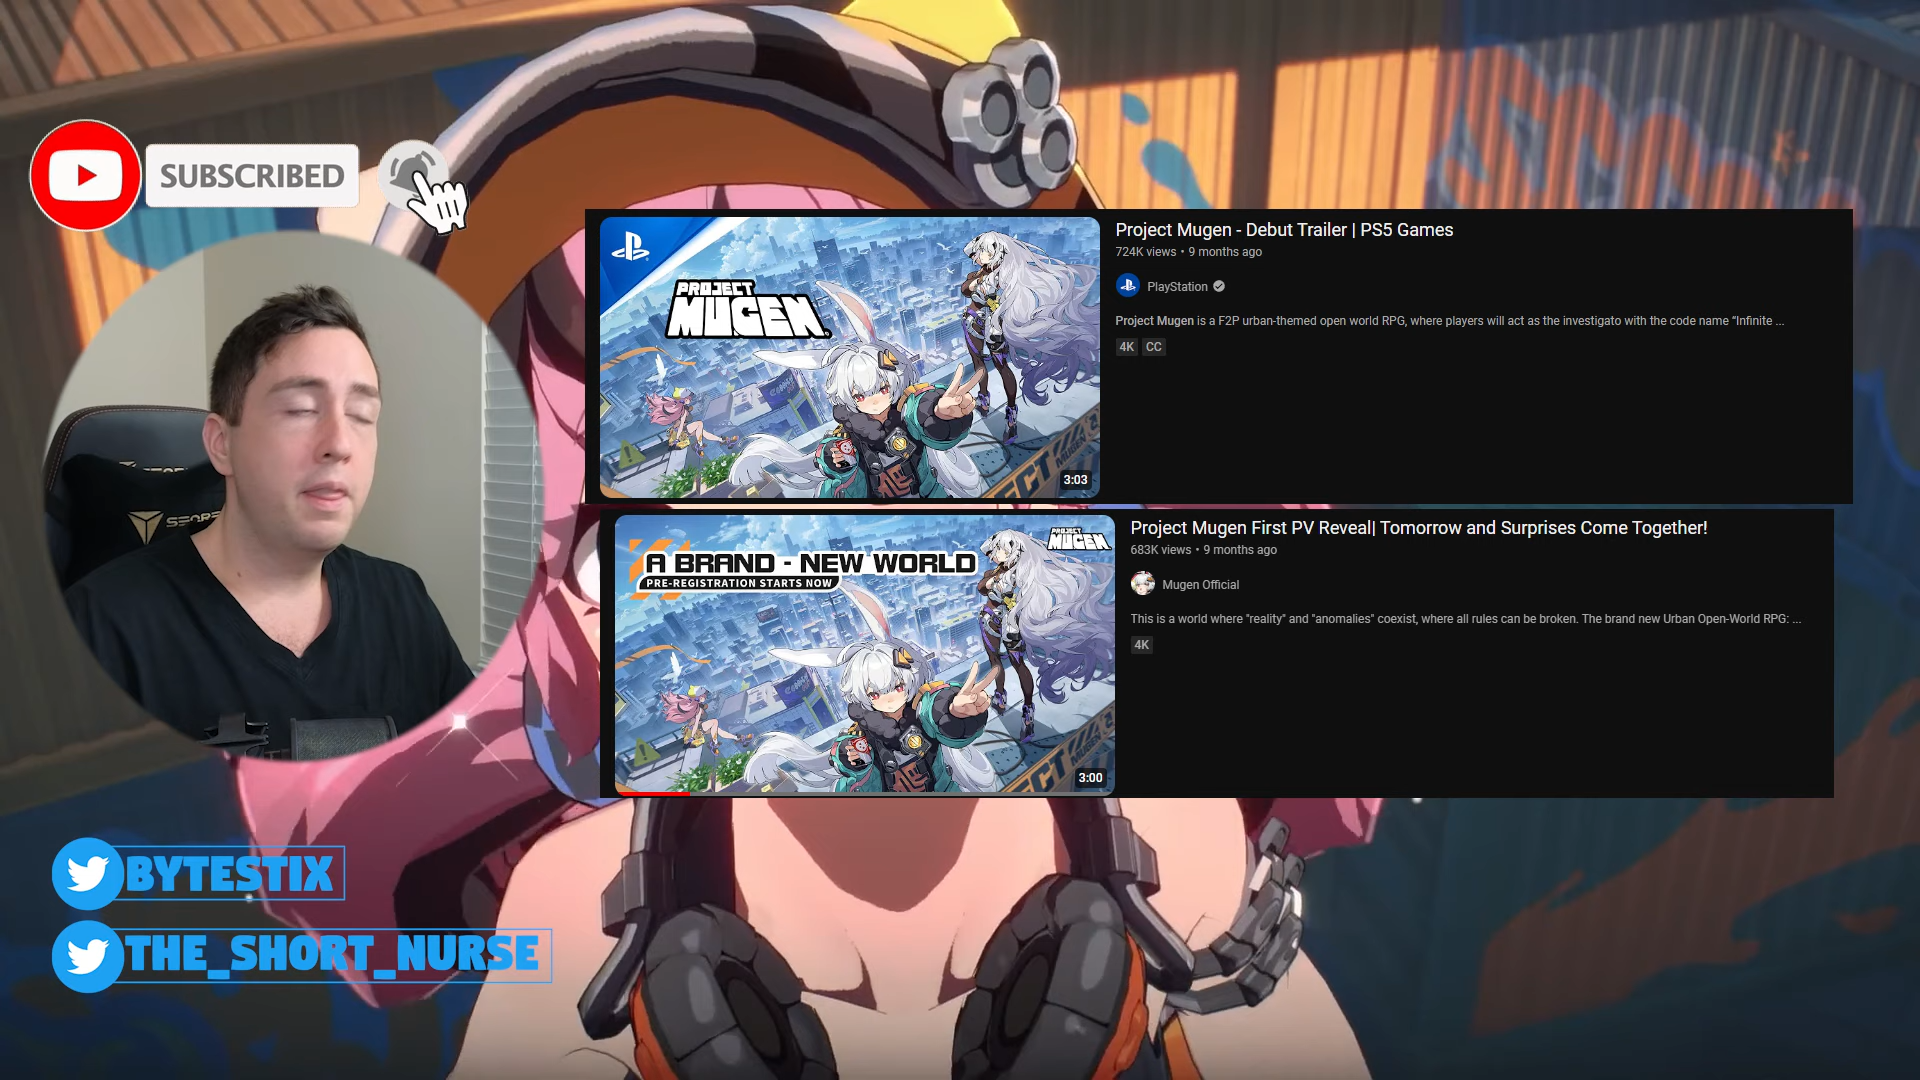 SUBSCRIBED
PROJECT
MUGEN
3:03
Project Mugen - Debut Trailer | PS5 Games
724K views • 9 months ago
PlayStation
Project Mugen is a F2P urban-themed open world RPG, where players will act as the investigato with the code name “Infinite ...
4K CC
A BRAND - NEW WORLD
PRE-REGISTRATION STARTS NOW
PROJECT
MUGEN
3:00
Project Mugen First PV Reveal| Tomorrow and Surprises Come Together!
683K views • 9 months ago
Mugen Official
This is a world where "reality" and "anomalies" coexist, where all rules can be broken. The brand new Urban Open-World RPG: ...
4K
BYTESTIX
THE_SHORT_NURSE